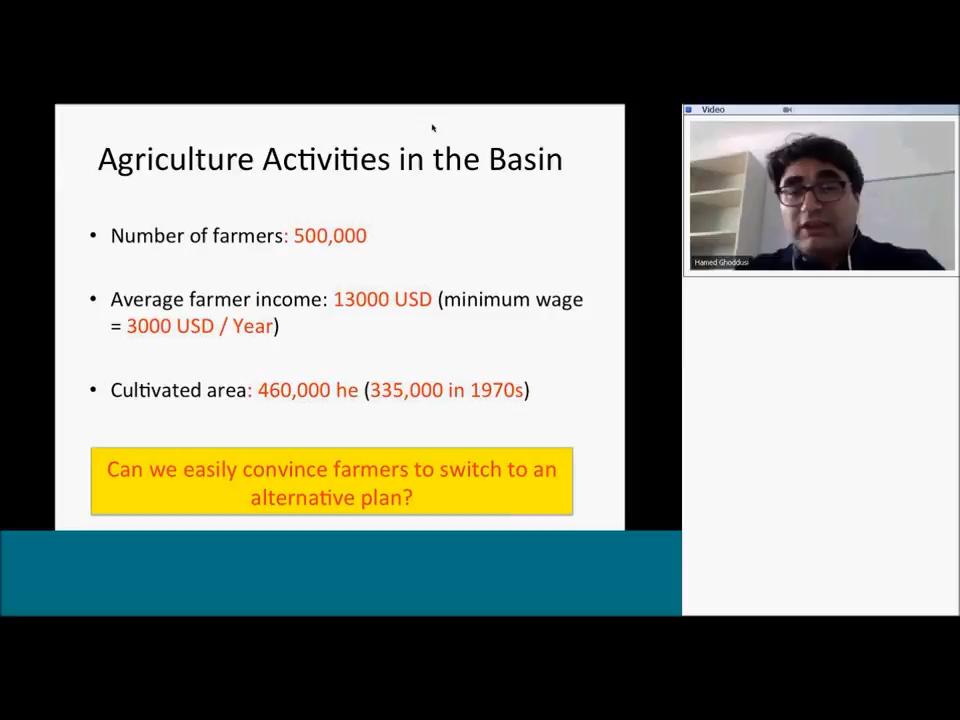 Agriculture Activities in the Basin
• Number of farmers: 500,000
• Average farmer income: 13000 USD (minimum wage
= 3000 USD / Year)
• Cultivated area: 460,000 he (335,000 in 1970s)
Can we easily convince farmers to switch to an
alternative plan?
Video
Hamed Ghoddusi